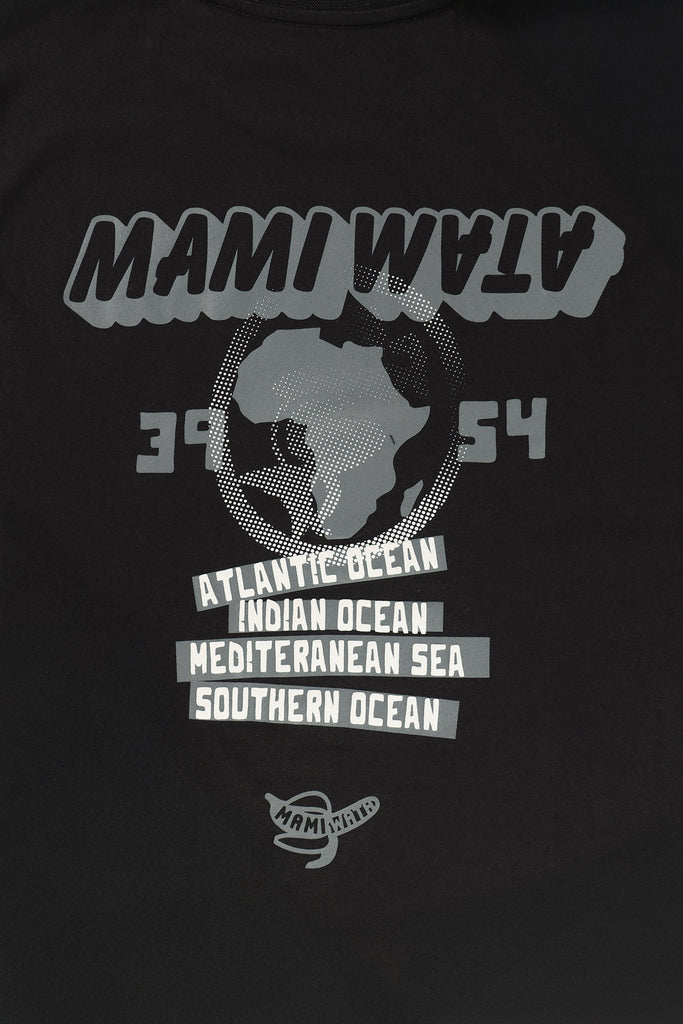 MAMI WATA
39 54
ATLANTIC OCEAN
INDIAN OCEAN
MEDITERANEAN SEA
SOUTHERN OCEAN
MAMI WATA